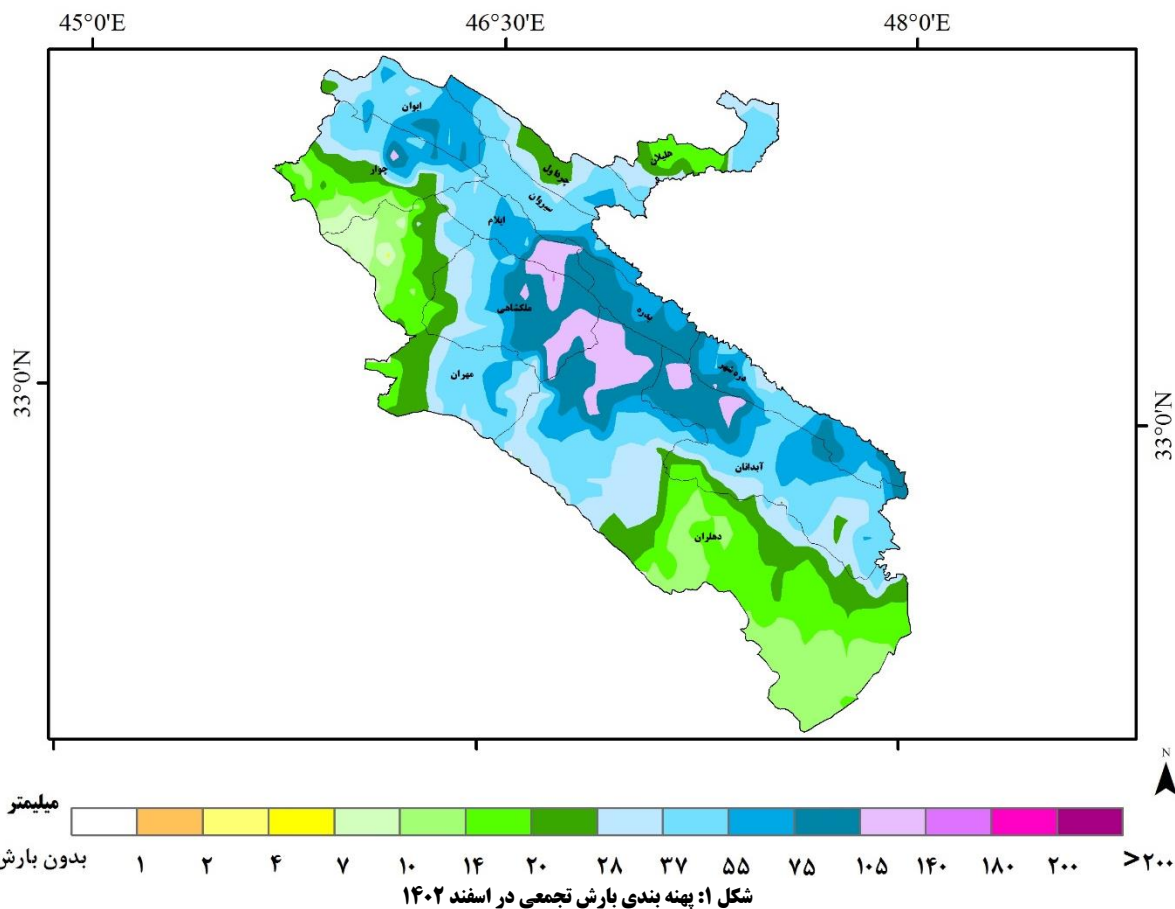 45°0'E 46°30'E 48°0'E
ایوان
هلیلان
چوار
چرداول
سیروان
ایلام
ملکشاهی
بدره
دره شهر
مهران
33°0'N
33°0'N
آبدانان
دهلران
N
میلیمتر
بدون بارش ۱ ۲ ۴ ۷ ۱۰ ۱۴ ۲۰ ۲۸ ۳۷ ۵۵ ۷۵ ۱۰۵ ۱۴۰ ۱۸۰ ۲۰۰ >۲۰۰
شکل ۱: پهنه بندی بارش تجمعی در اسفند ۱۴۰۲